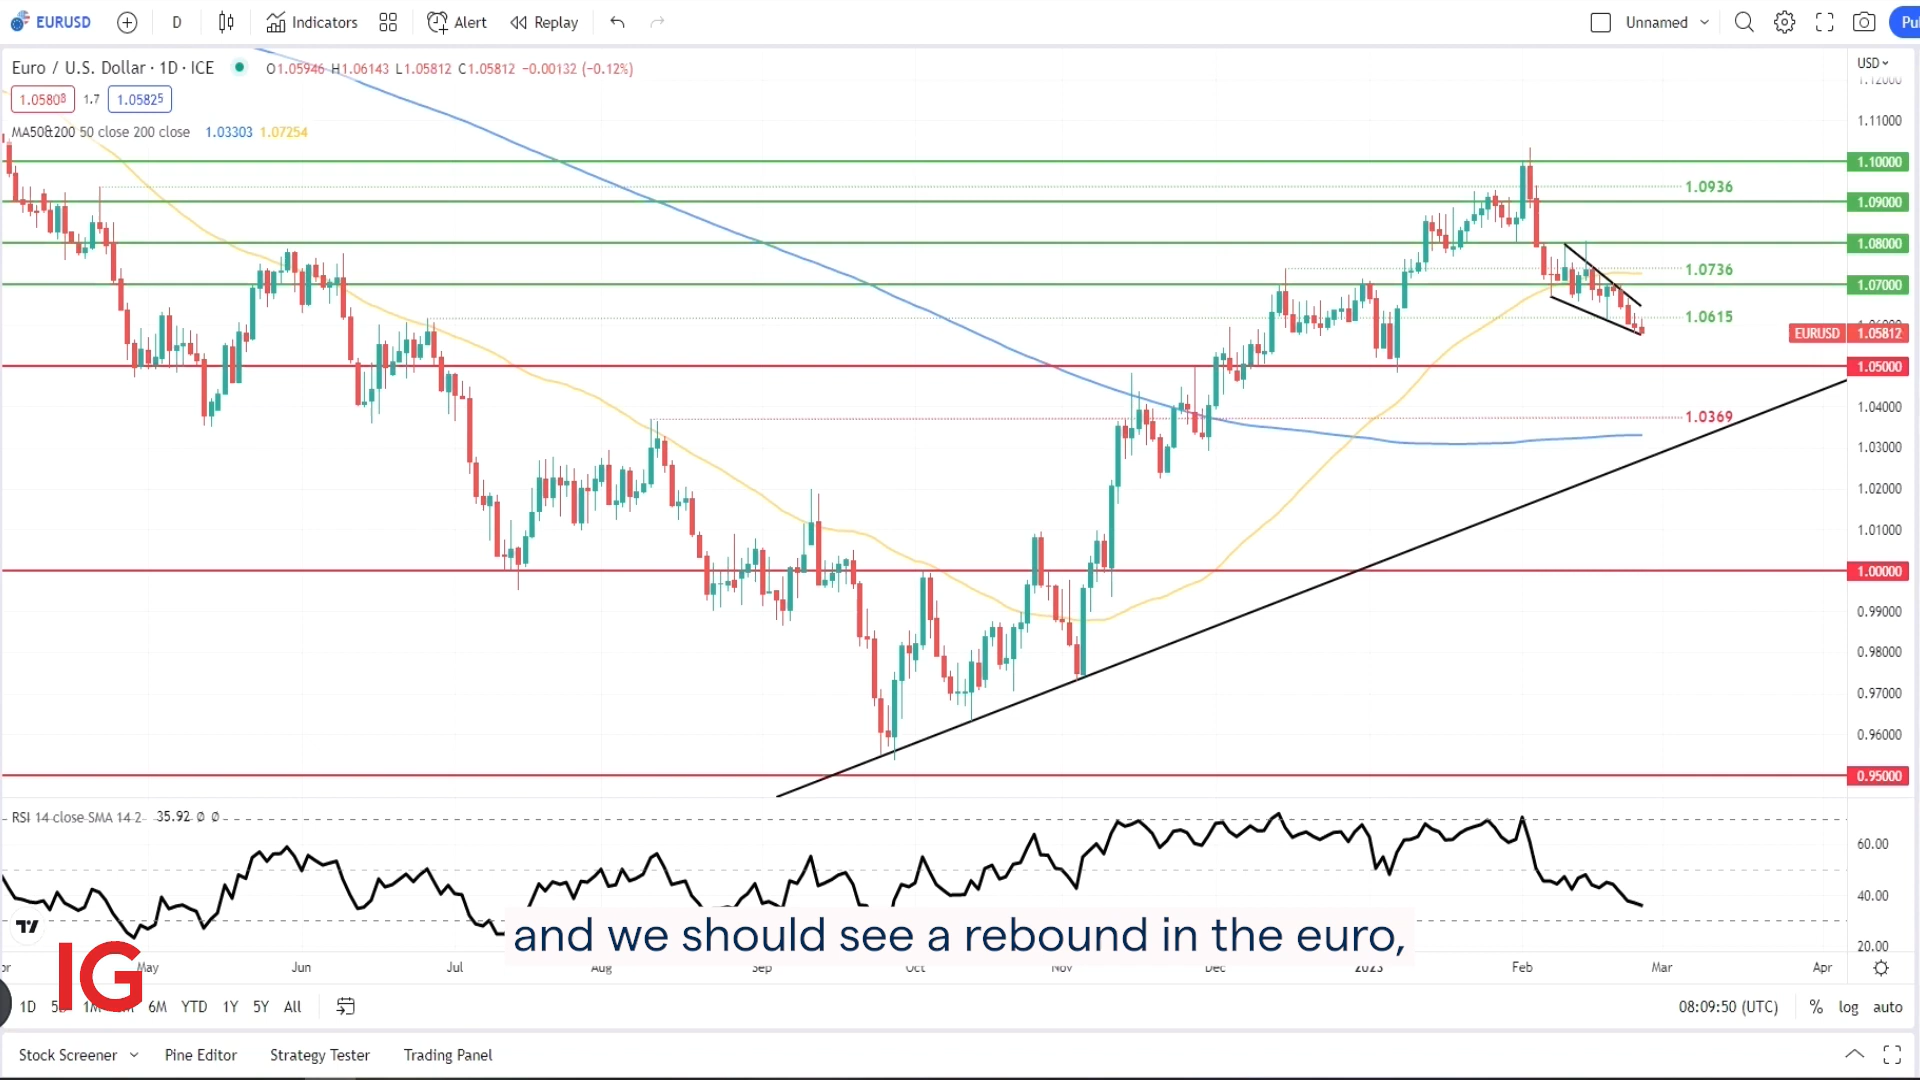 EURUSD D Indicators Alert Replay Unnamed Pu
Euro / U.S. Dollar · 1D · ICE O1.05946 H1.06143 L1.05812 C1.05812 −0.00132 (−0.12%) USD
1.05808 1.7 1.05825
1.12000
1.11000
MA50&200 50 close 200 close 1.03303 1.07254
1.10000
1.0936
1.09000
1.08000
1.0736
1.07000
1.0615
EURUSD 1.05812
1.05000
1.04000
1.0369
1.03000
1.02000
1.01000
1.00000
0.99000
0.98000
0.97000
0.96000
0.95000
RSI 14 close SMA 14 2 35.92 Ø Ø
60.00
40.00
and we should see a rebound in the euro,
20.00
May Jun Jul Aug Sep Oct Nov Dec 2023 Feb Mar Apr
IG
1D 1M 6M YTD 1Y 5Y All 08:09:50 (UTC) % log auto
Stock Screener Pine Editor Strategy Tester Trading Panel